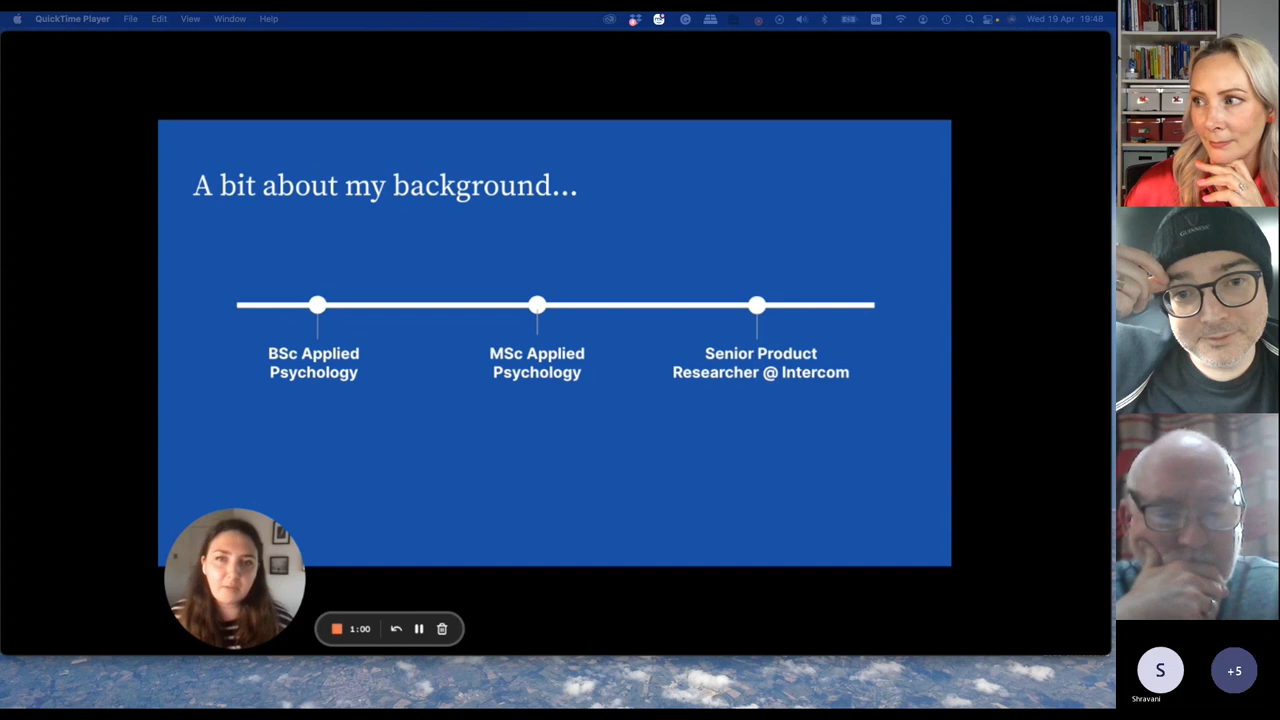 QuickTime Player File Edit View Window Help
Wed 19 Apr 19:48
A bit about my background...
BSc Applied
Psychology
MSc Applied
Psychology
Senior Product
Researcher @ Intercom
1:00
GUINNESS
S
+5
Shravani